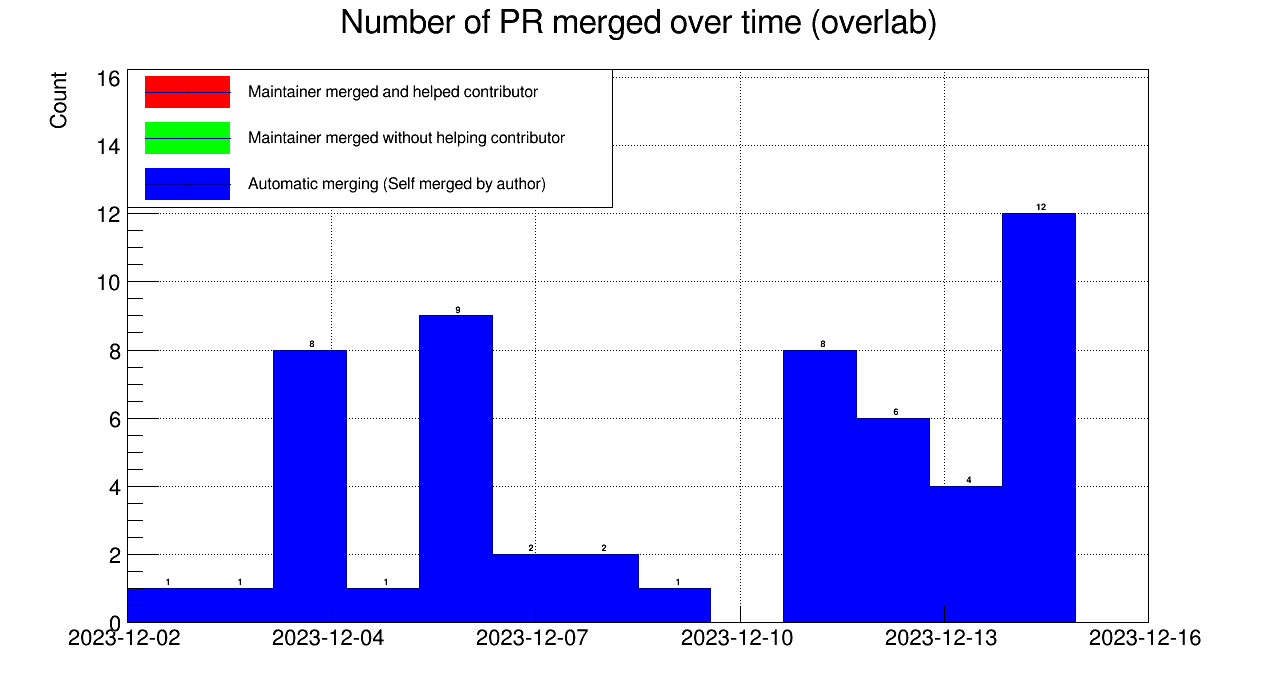 Number of PR merged over time (overlab)
Count
16
14
12
10
8
6
4
2
0
Maintainer merged and helped contributor
Maintainer merged without helping contributor
Automatic merging (Self merged by author)
1 1 8 1 9 2 2 1 8 6 4 12
2023-12-02 2023-12-04 2023-12-07 2023-12-10 2023-12-13 2023-12-16